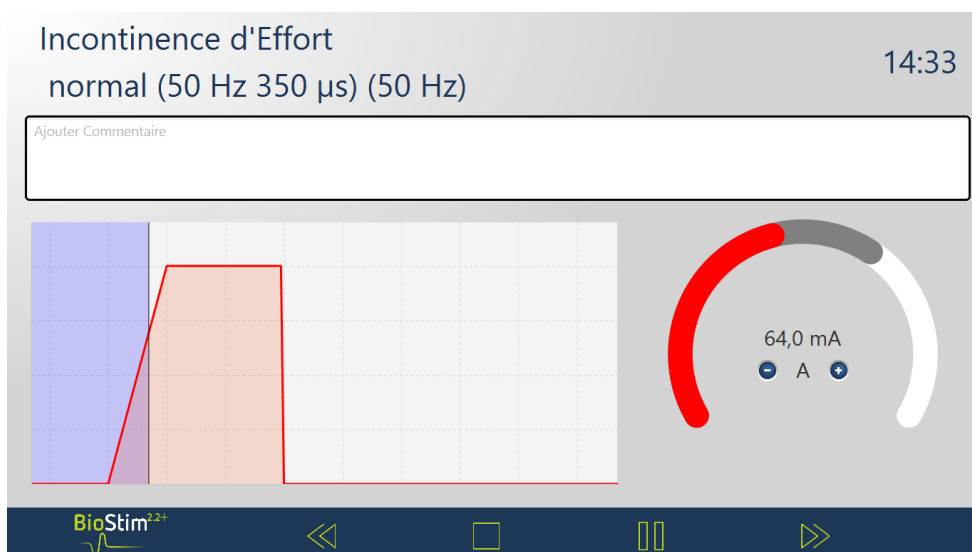 Incontinence d'Effort
normal (50 Hz 350 µs) (50 Hz)
14:33
Ajouter Commentaire
64,0 mA
A
BioStim2.2+